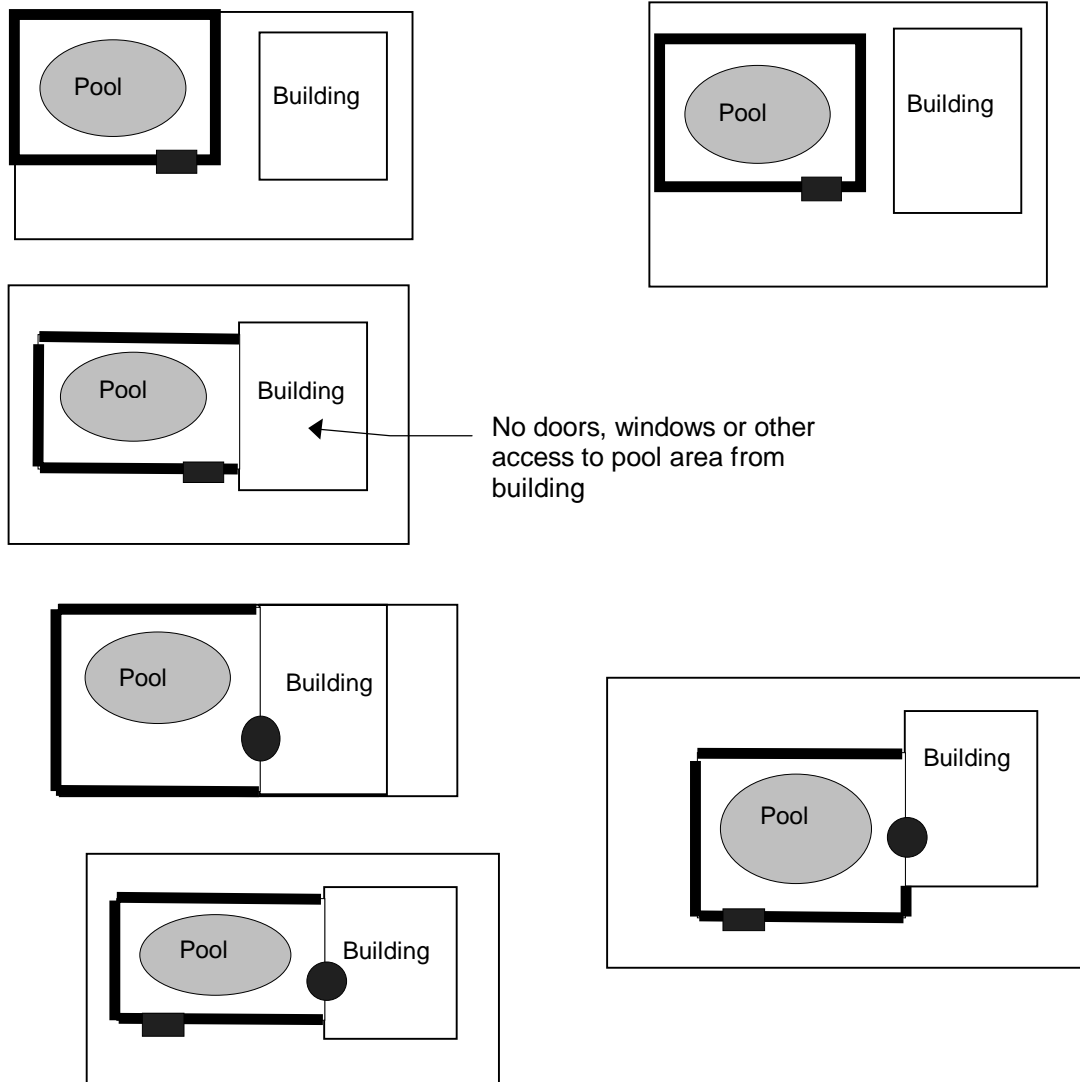 Pool
Building
Pool
Building
Pool
Building
No doors, windows or other
access to pool area from
building
Pool
Building
Pool
Building
Pool
Building